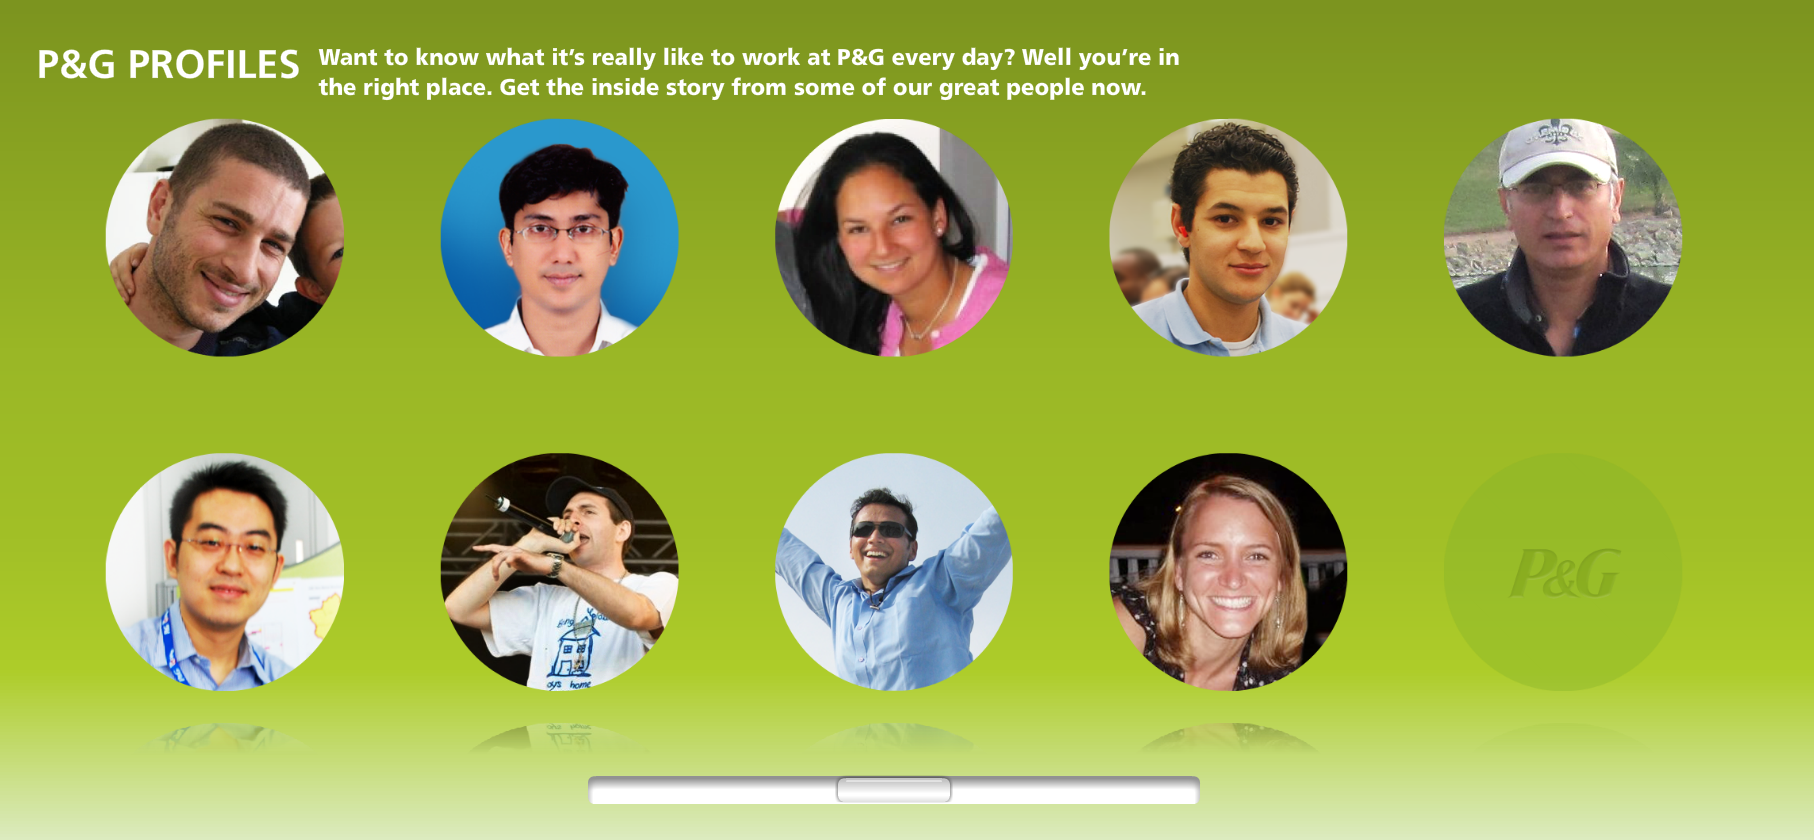 P&G PROFILES
Want to know what it’s really like to work at P&G every day? Well you’re in
the right place. Get the inside story from some of our great people now.
P&G